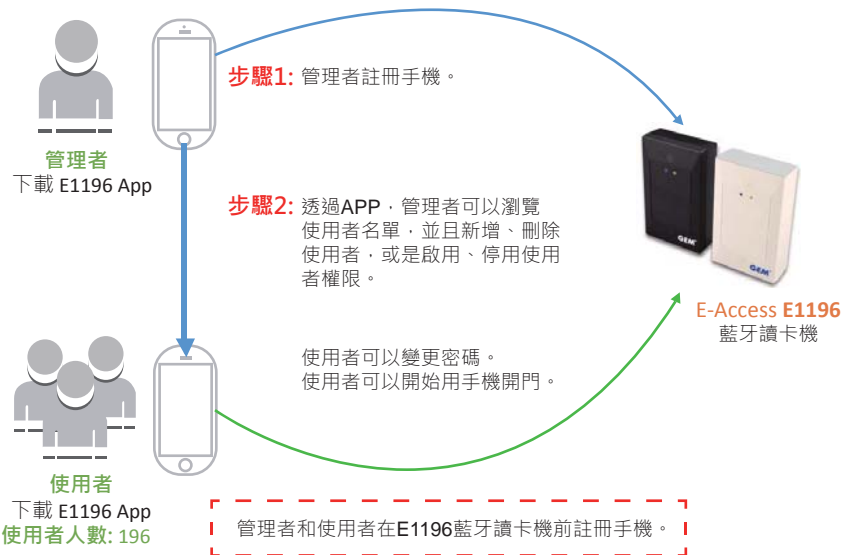 步驟1: 管理者註冊手機。
管理者
下載 E1196 App
步驟2: 透過APP，管理者可以瀏覽
使用者名單，並且新增、刪除
使用者，或是啟用、停用使用
者權限。
GEM
GEM
E-Access E1196
藍牙讀卡機
使用者可以變更密碼。
使用者可以開始用手機開門。
使用者
下載 E1196 App
使用者人數: 196
管理者和使用者在E1196藍牙讀卡機前註冊手機。